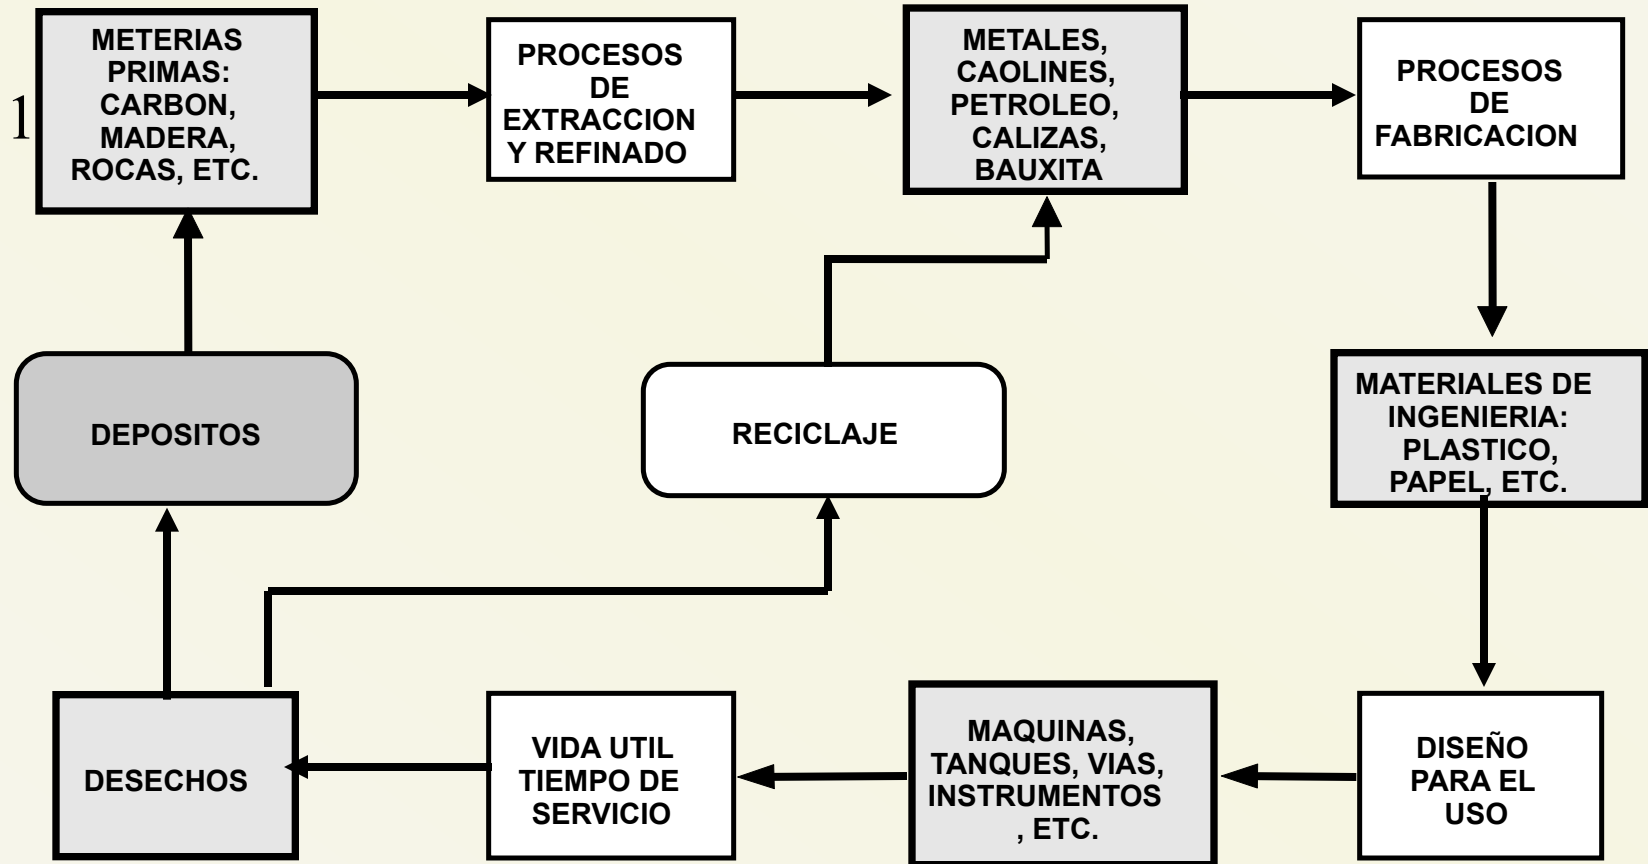 1
METERIAS
PRIMAS:
CARBON,
MADERA,
ROCAS, ETC.
PROCESOS
DE
EXTRACCION
Y REFINADO
METALES,
CAOLINES,
PETROLEO,
CALIZAS,
BAUXITA
PROCESOS
DE
FABRICACION
DEPOSITOS
RECICLAJE
MATERIALES DE
INGENIERIA:
PLASTICO,
PAPEL, ETC.
DESECHOS
VIDA UTIL
TIEMPO DE
SERVICIO
MAQUINAS,
TANQUES, VIAS,
INSTRUMENTOS
, ETC.
DISEÑO
PARA EL
USO